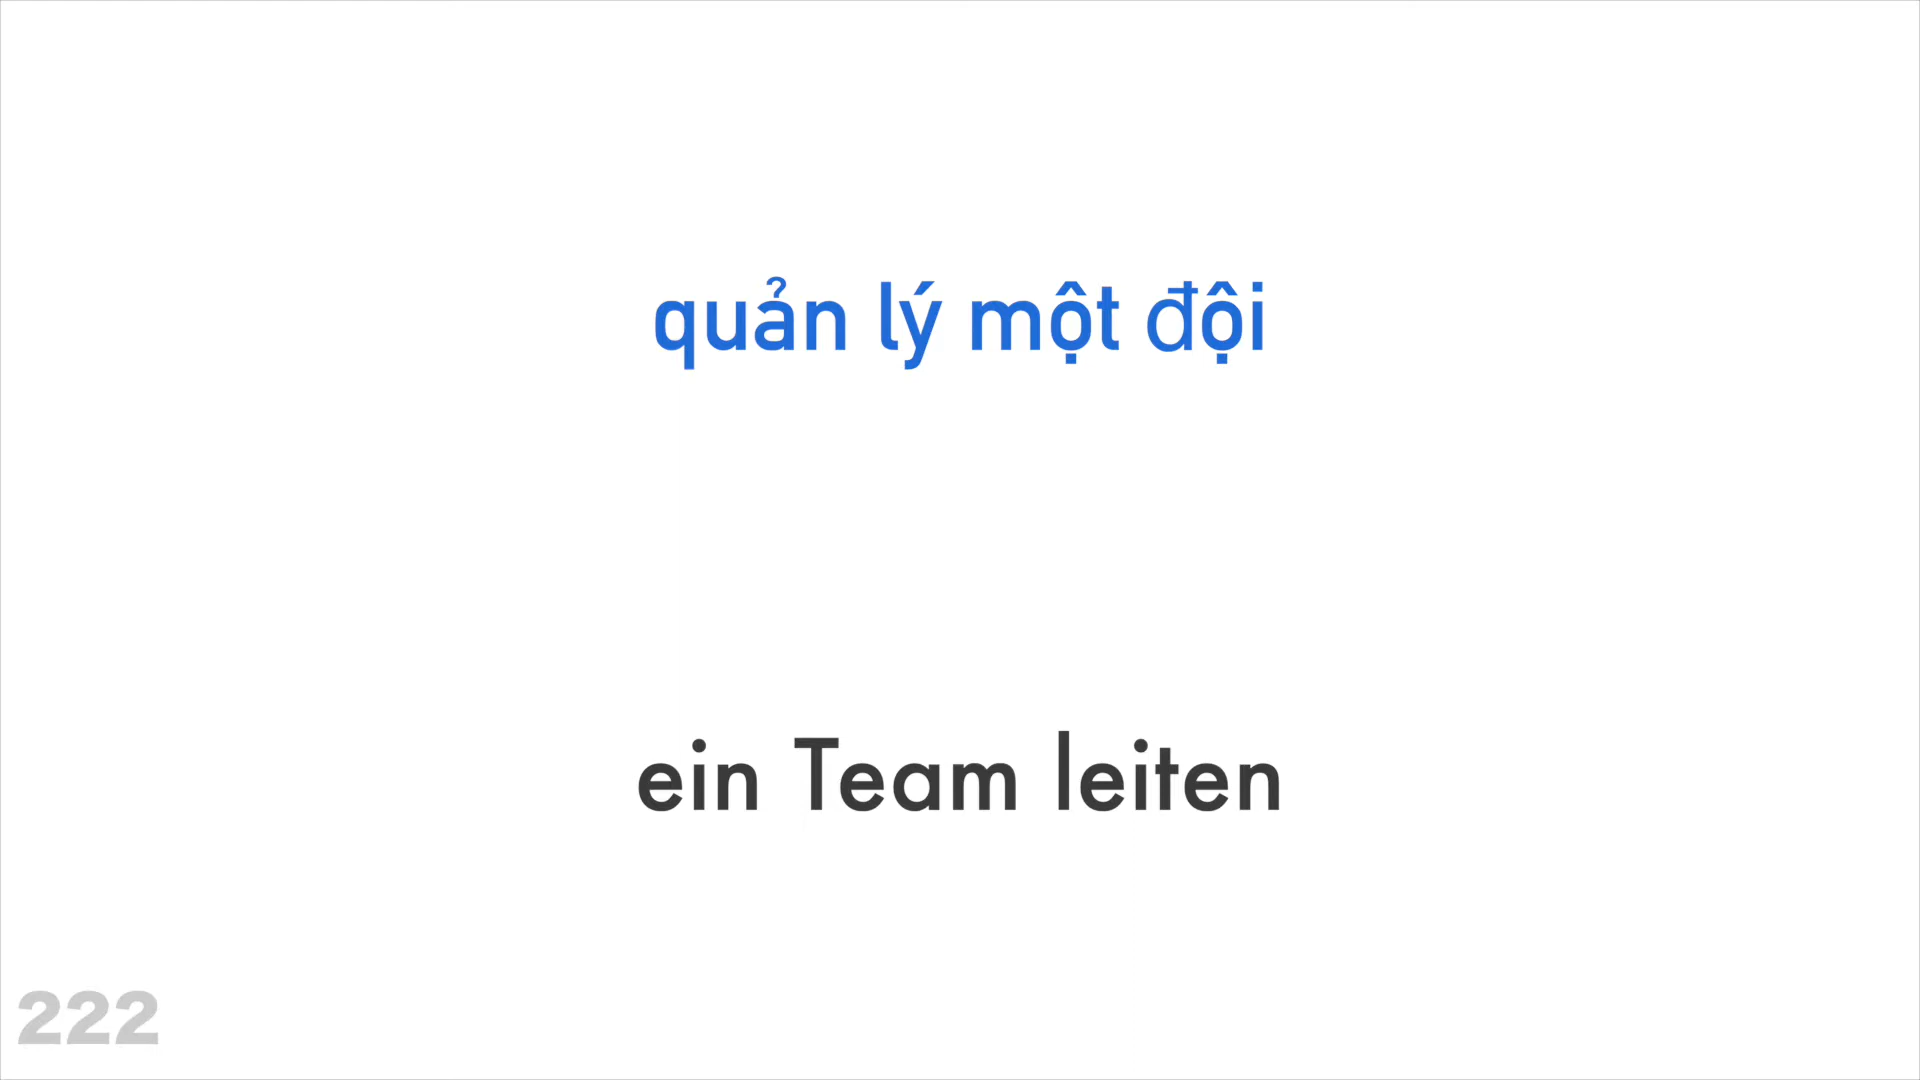 quản lý một đội
ein Team leiten
222